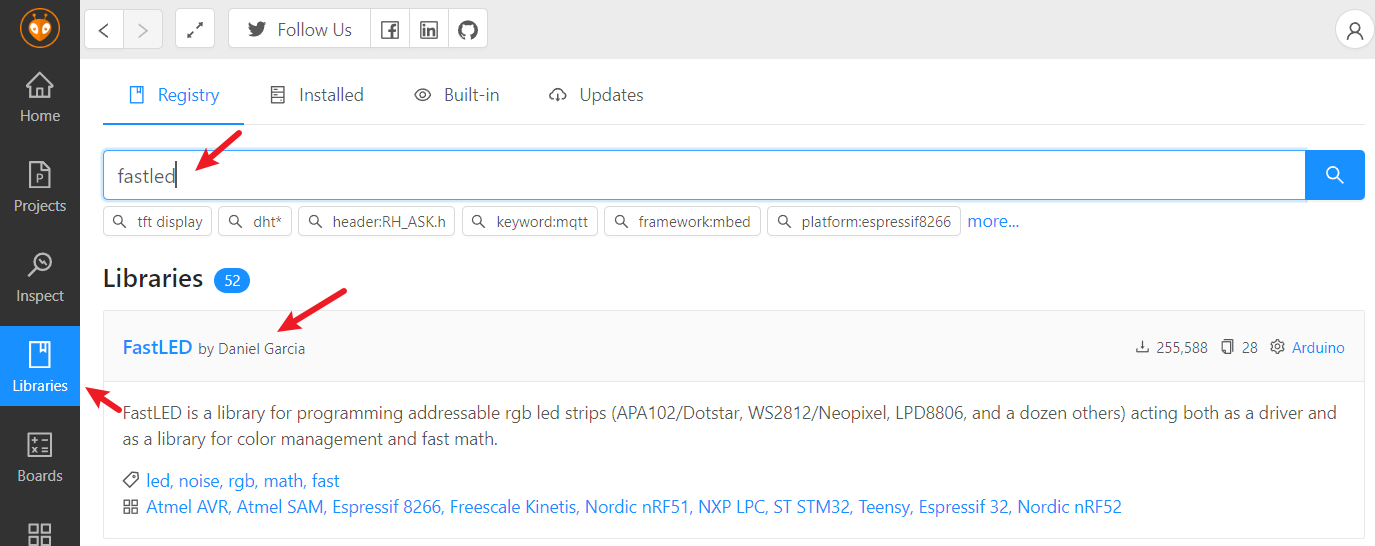 Follow Us
Home
Projects
Inspect
Libraries
Boards
Registry Installed Built-in Updates
fastled
tft display dht* header:RH_ASK.h keyword:mqtt framework:mbed platform:espressif8266 more...
Libraries 52
FastLED by Daniel Garcia 255,588 28 Arduino
FastLED is a library for programming addressable rgb led strips (APA102/Dotstar, WS2812/Neopixel, LPD8806, and a dozen others) acting both as a driver and
as a library for color management and fast math.
led, noise, rgb, math, fast
Atmel AVR, Atmel SAM, Espressif 8266, Freescale Kinetis, Nordic nRF51, NXP LPC, ST STM32, Teensy, Espressif 32, Nordic nRF52